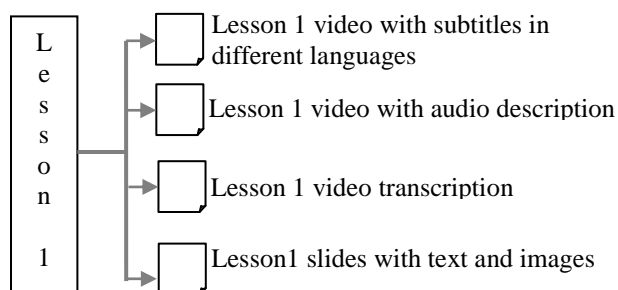 Lesson 1
Lesson 1 video with subtitles in
different languages
Lesson 1 video with audio description
Lesson 1 video transcription
Lesson1 slides with text and images